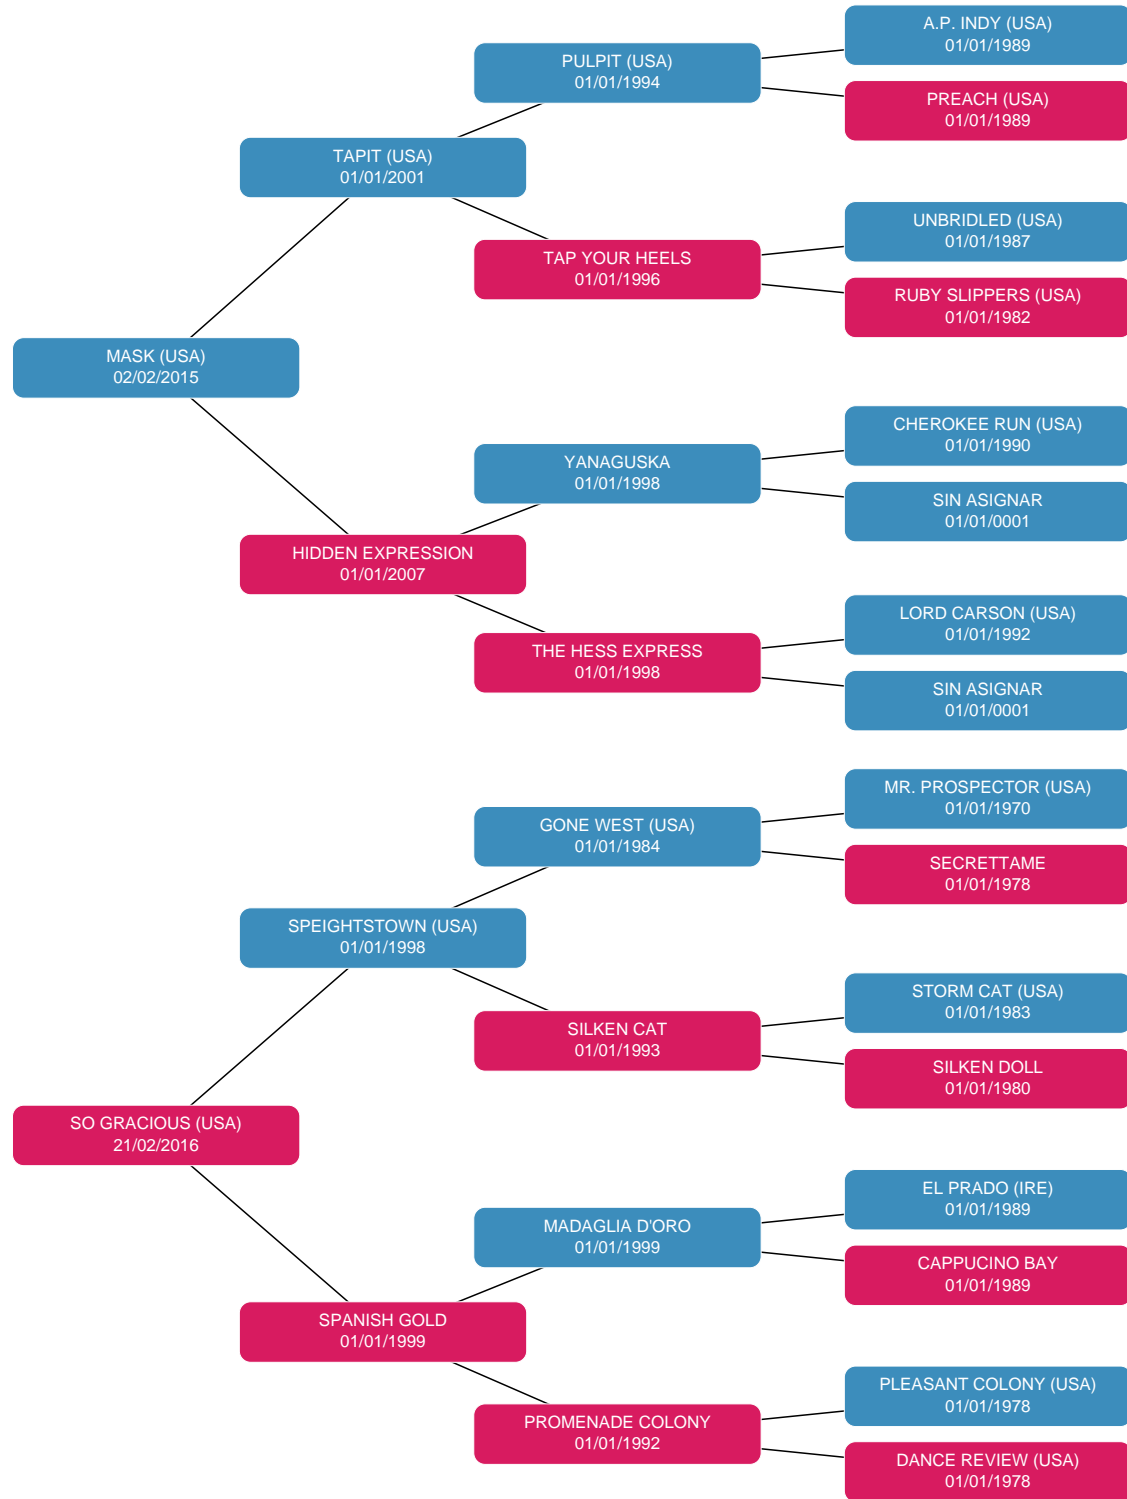 A.P. INDY (USA)
01/01/1989
PULPIT (USA)
01/01/1994
PREACH (USA)
01/01/1989
TAPIT (USA)
01/01/2001
UNBRIDLED (USA)
01/01/1987
TAP YOUR HEELS
01/01/1996
RUBY SLIPPERS (USA)
01/01/1982
MASK (USA)
02/02/2015
CHEROKEE RUN (USA)
01/01/1990
YANAGUSKA
01/01/1998
SIN ASIGNAR
01/01/0001
HIDDEN EXPRESSION
01/01/2007
LORD CARSON (USA)
01/01/1992
THE HESS EXPRESS
01/01/1998
SIN ASIGNAR
01/01/0001
MR. PROSPECTOR (USA)
01/01/1970
GONE WEST (USA)
01/01/1984
SECRETTAME
01/01/1978
SPEIGHTSTOWN (USA)
01/01/1998
STORM CAT (USA)
01/01/1983
SILKEN CAT
01/01/1993
SILKEN DOLL
01/01/1980
SO GRACIOUS (USA)
21/02/2016
EL PRADO (IRE)
01/01/1989
MADAGLIA D'ORO
01/01/1999
CAPPUCINO BAY
01/01/1989
SPANISH GOLD
01/01/1999
PLEASANT COLONY (USA)
01/01/1978
PROMENADE COLONY
01/01/1992
DANCE REVIEW (USA)
01/01/1978